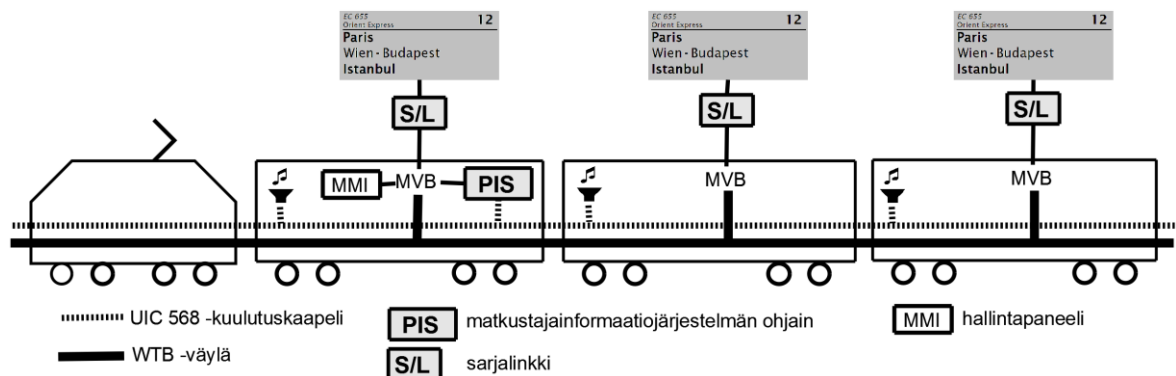 EC 655
Orient Express
12
Paris
Wien - Budapest
Istanbul
EC 655
Orient Express
12
Paris
Wien - Budapest
Istanbul
EC 655
Orient Express
12
Paris
Wien - Budapest
Istanbul
S/L
S/L
S/L
MMI
MVB
PIS
MVB
MVB
UIC 568 -kuulutuskaapeli
PIS
matkustajainformaatiojärjestelmän ohjain
MMI
hallintapaneeli
WTB -väylä
S/L
sarjalinkki